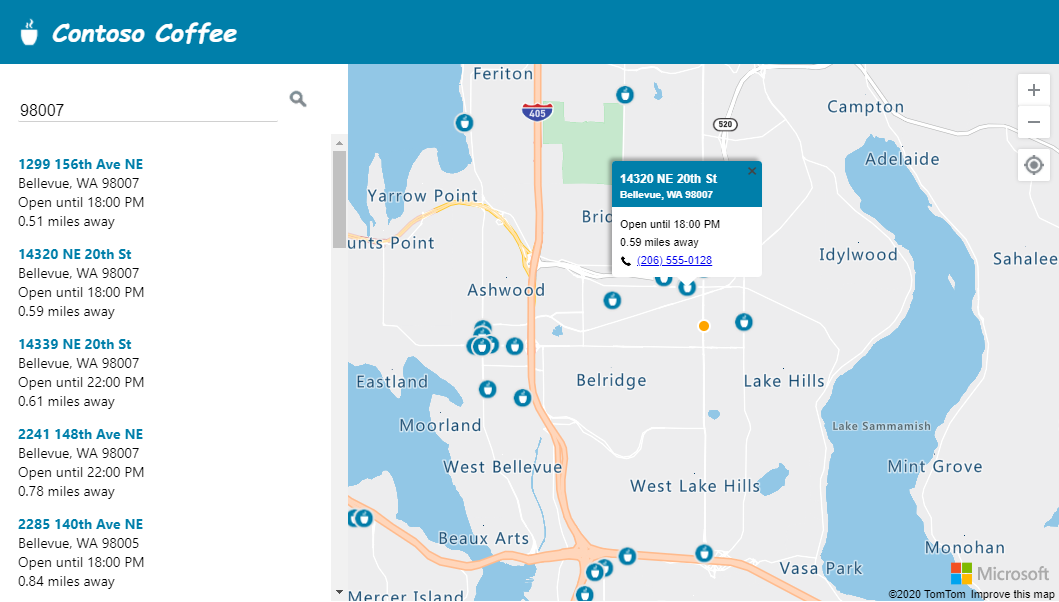 Contoso Coffee
98007
1299 156th Ave NE
Bellevue, WA 98007
Open until 18:00 PM
0.51 miles away
14320 NE 20th St
Bellevue, WA 98007
Open until 18:00 PM
0.59 miles away
14339 NE 20th St
Bellevue, WA 98007
Open until 22:00 PM
0.61 miles away
2241 148th Ave NE
Bellevue, WA 98007
Open until 22:00 PM
0.78 miles away
2285 140th Ave NE
Bellevue, WA 98005
Open until 18:00 PM
0.84 miles away
Feriton
405
520
Campton
Adelaide
Yarrow Point
14320 NE 20th St
Bellevue, WA 98007
Open until 18:00 PM
0.59 miles away
(206) 555-0128
Brid
unts Point
Idylwood
Sahalee
Ashwood
Eastland
Belridge
Lake Hills
Moorland
Lake Sammamish
West Bellevue
Mint Grove
West Lake Hills
Beaux Arts
Monohan
Vasa Park
Microsoft
Mercer Island
©2020 TomTom Improve this map